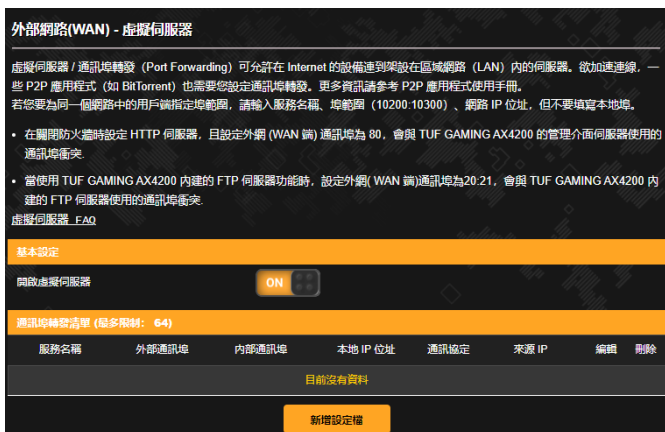 外部網路(WAN) - 虛擬伺服器
虛擬伺服器 / 通訊埠轉發（Port Forwarding）可允許在 Internet 的設備連到架設在區域網路（LAN）內的伺服器。欲加速連線，一
些 P2P 應用程式（如 BitTorrent）也需要您設定通訊埠轉發。更多資訊請參考 P2P 應用程式使用手冊。
若您要為同一個網路中的用戶端指定埠範圍，請輸入服務名稱、埠範圍（10200:10300）、網路 IP 位址，但不要填寫本地埠。
• 在關閉防火牆時設定 HTTP 伺服器，且設定外網 (WAN 端) 通訊埠為 80，會與 TUF GAMING AX4200 的管理介面伺服器使用的
通訊埠衝突.
• 當使用 TUF GAMING AX4200 內建的 FTP 伺服器功能時，設定外網( WAN 端)通訊埠為20:21，會與 TUF GAMING AX4200 內
建的 FTP 伺服器使用的通訊埠衝突.
虛擬伺服器 FAQ
基本設定
開啟虛擬伺服器 ON
通訊埠轉發清單 (最多限制： 64)
服務名稱 外部通訊埠 內部通訊埠 本地 IP 位址 通訊協定 來源 IP 編輯 刪除
目前沒有資料
新增設定檔